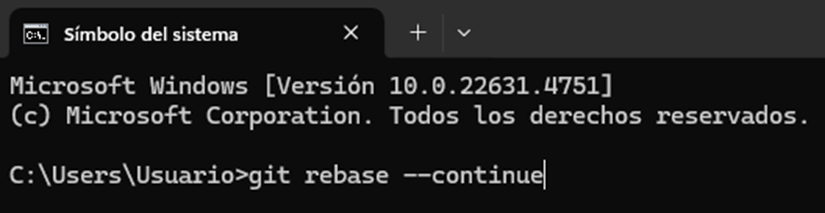 Símbolo del sistema
Microsoft Windows [Versión 10.0.22631.4751]
(c) Microsoft Corporation. Todos los derechos reservados.
C:\Users\Usuario>git rebase --continue